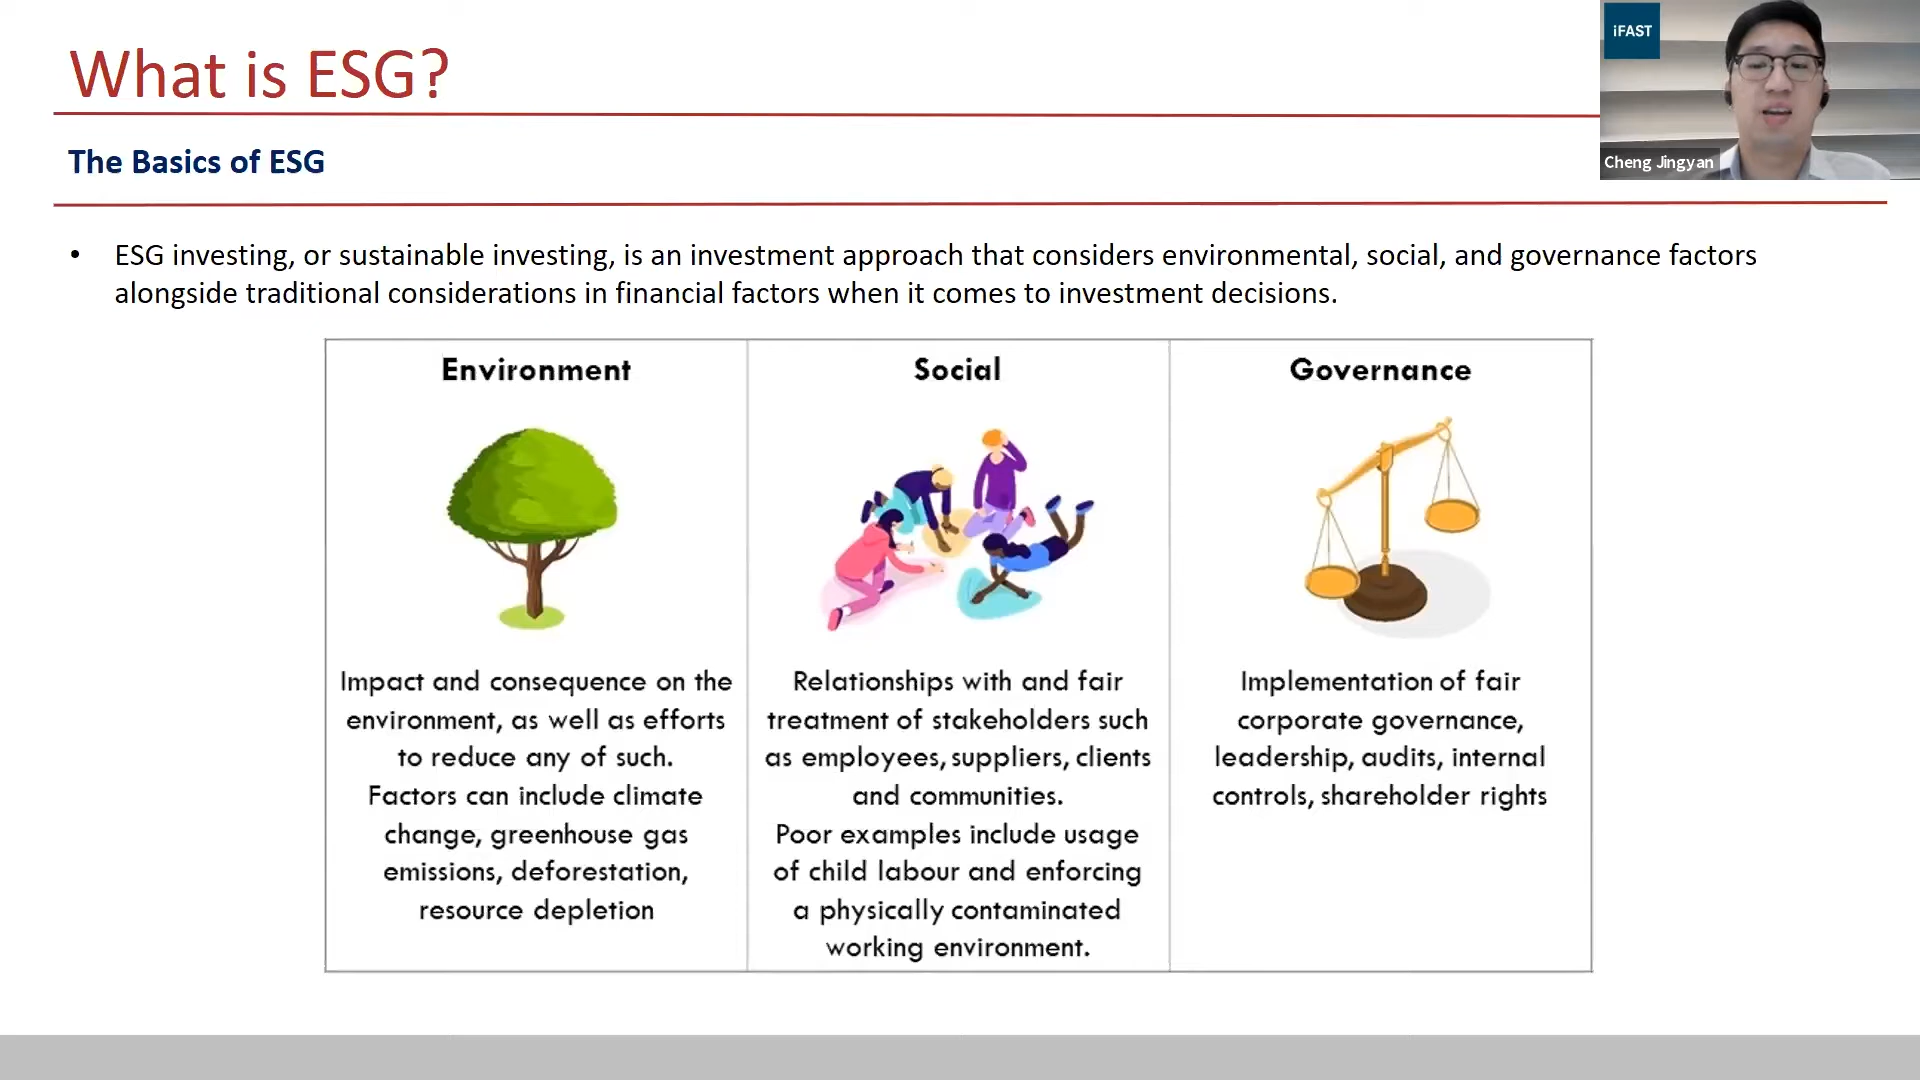 What is ESG?
iFAST
Cheng Jingyan
The Basics of ESG
• ESG investing, or sustainable investing, is an investment approach that considers environmental, social, and governance factors
alongside traditional considerations in financial factors when it comes to investment decisions.
Environment
Impact and consequence on the
environment, as well as efforts
to reduce any of such.
Factors can include climate
change, greenhouse gas
emissions, deforestation,
resource depletion
Social
Relationships with and fair
treatment of stakeholders such
as employees, suppliers, clients
and communities.
Poor examples include usage
of child labour and enforcing
a physically contaminated
working environment.
Governance
Implementation of fair
corporate governance,
leadership, audits, internal
controls, shareholder rights